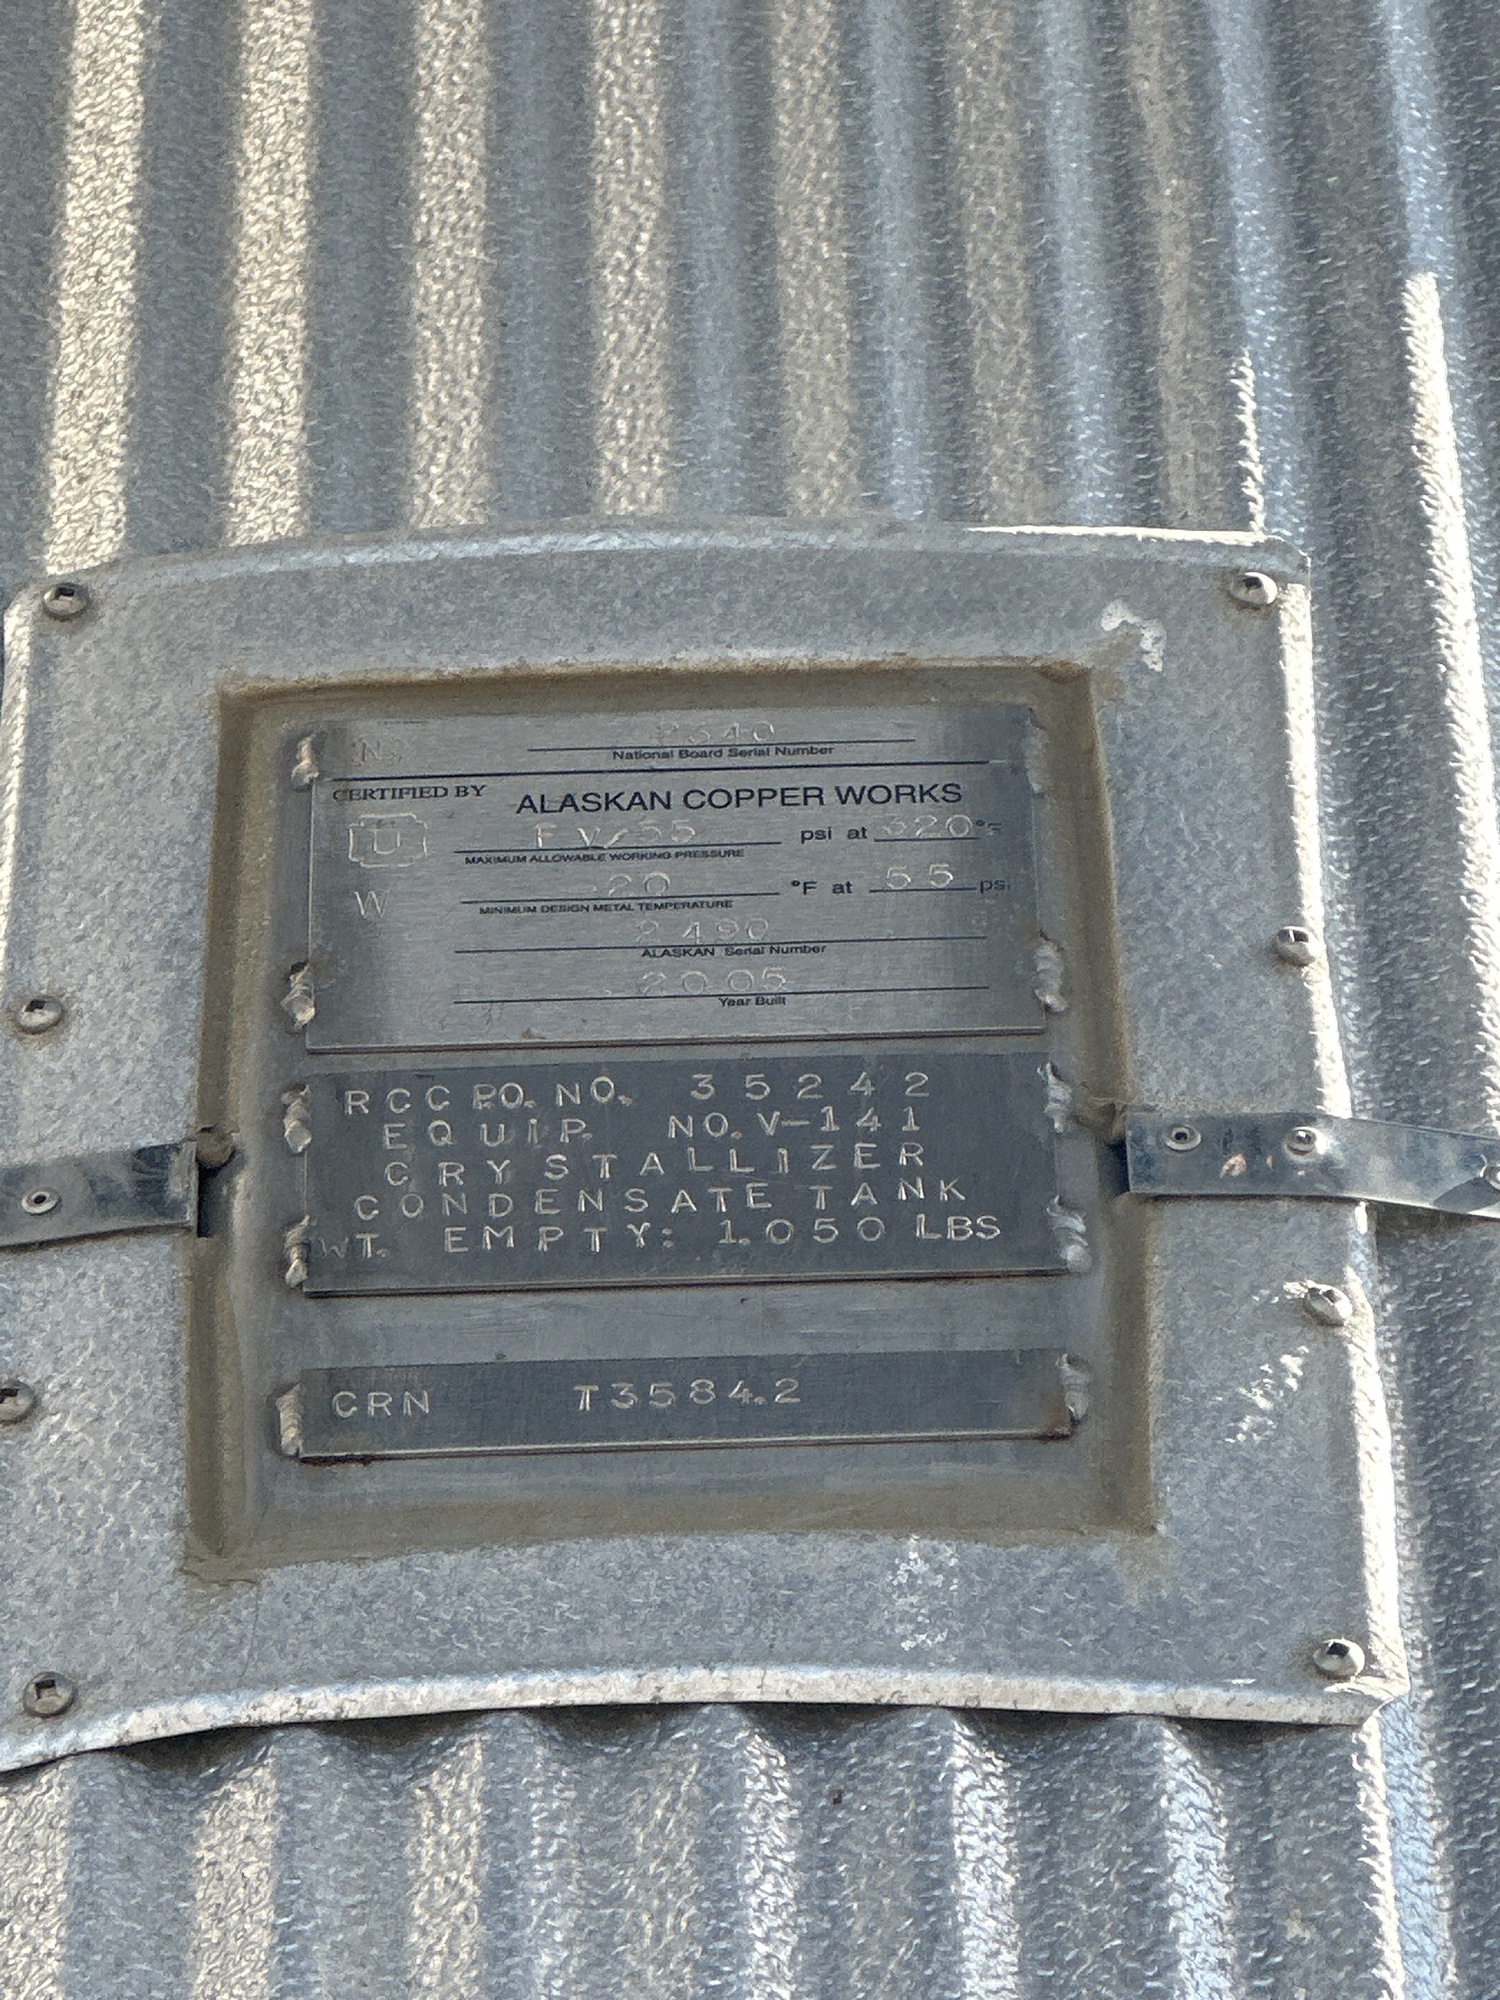 NB
2340
National Board Serial Number
CERTIFIED BY ALASKAN COPPER WORKS
U
FV/55 psi at 320°F
MAXIMUM ALLOWABLE WORKING PRESSURE
W
-20 °F at 55 psi
MINIMUM DESIGN METAL TEMPERATURE
2490
ALASKAN Serial Number
2005
Year Built
RCC P.O. NO. 35242
EQUIP. NO. V-141
CRYSTALLIZER
CONDENSATE TANK
WT. EMPTY: 1,050 LBS
CRN T3584.2